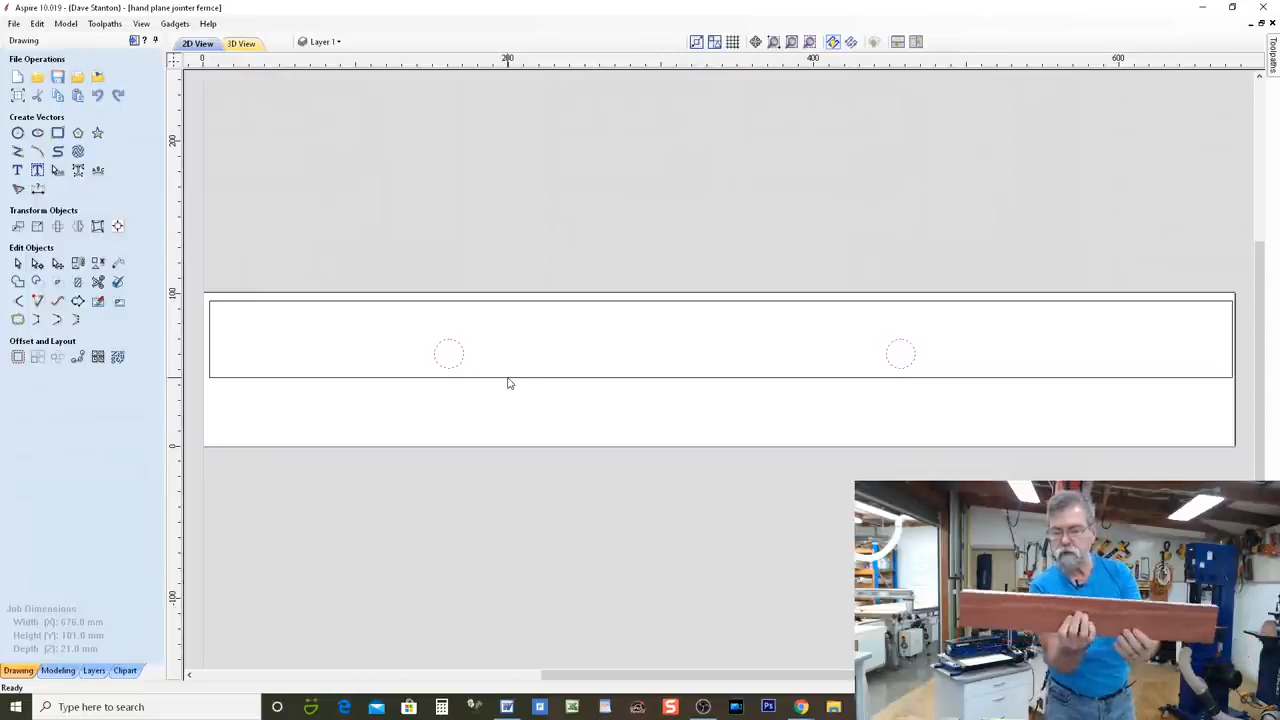 Aspire 10.019 - {Dave Stanton} - [hand plane jointer fernce]
File Edit Model Toolpaths View Gadgets Help
Drawing
2D View 3D View Layer 1
0 200 400 600
File Operations
200
Create Vectors
Transform Objects
Edit Objects
100
Offset and Layout
0
-100
Job Dimensions
Width (X): 676.0 mm
Height (Y): 101.0 mm
Depth (Z): 21.0 mm
Drawing Modeling Layers Clipart
Ready
Toolpaths
Type here to search